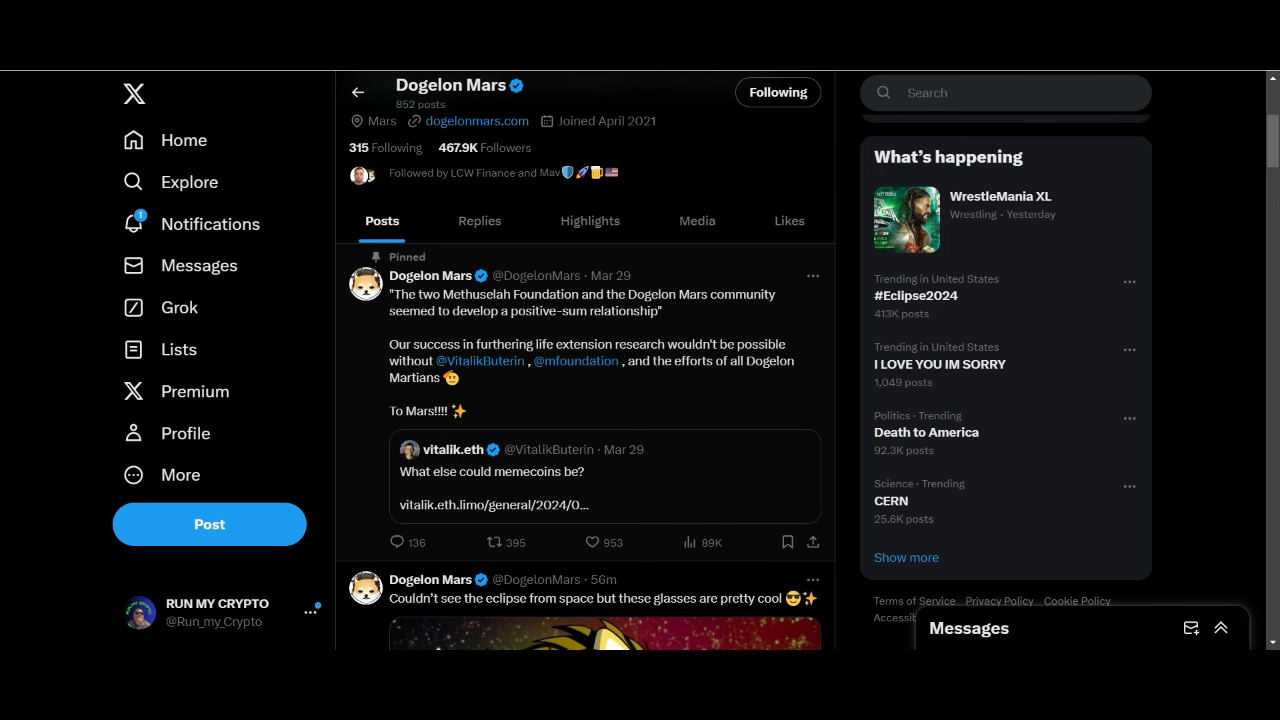 Home
Explore
1
Notifications
Messages
Grok
Lists
Premium
Profile
More
Post
RUN MY CRYPTO
@Run_my_Crypto
Dogelon Mars
852 posts
Following
Mars dogelonmars.com Joined April 2021
315 Following 467.9K Followers
Followed by LCW Finance and Mav
Posts Replies Highlights Media Likes
Pinned
Dogelon Mars @DogelonMars · Mar 29
"The two Methuselah Foundation and the Dogelon Mars community
seemed to develop a positive-sum relationship"
Our success in furthering life extension research wouldn't be possible
without @VitalikButerin , @mfoundation , and the efforts of all Dogelon
Martians 🫡
To Mars!!!! ✨
vitalik.eth @VitalikButerin · Mar 29
What else could memecoins be?
vitalik.eth.limo/general/2024/0...
136 395 953 89K
Dogelon Mars @DogelonMars · 56m
Couldn't see the eclipse from space but these glasses are pretty cool 😎✨
Search
What's happening
WrestleMania XL
Wrestling · Yesterday
Trending in United States
#Eclipse2024
413K posts
Trending in United States
I LOVE YOU IM SORRY
1,049 posts
Politics · Trending
Death to America
92.3K posts
Science · Trending
CERN
25.6K posts
Show more
Terms of Service Privacy Policy Cookie Policy
Accessib
Messages